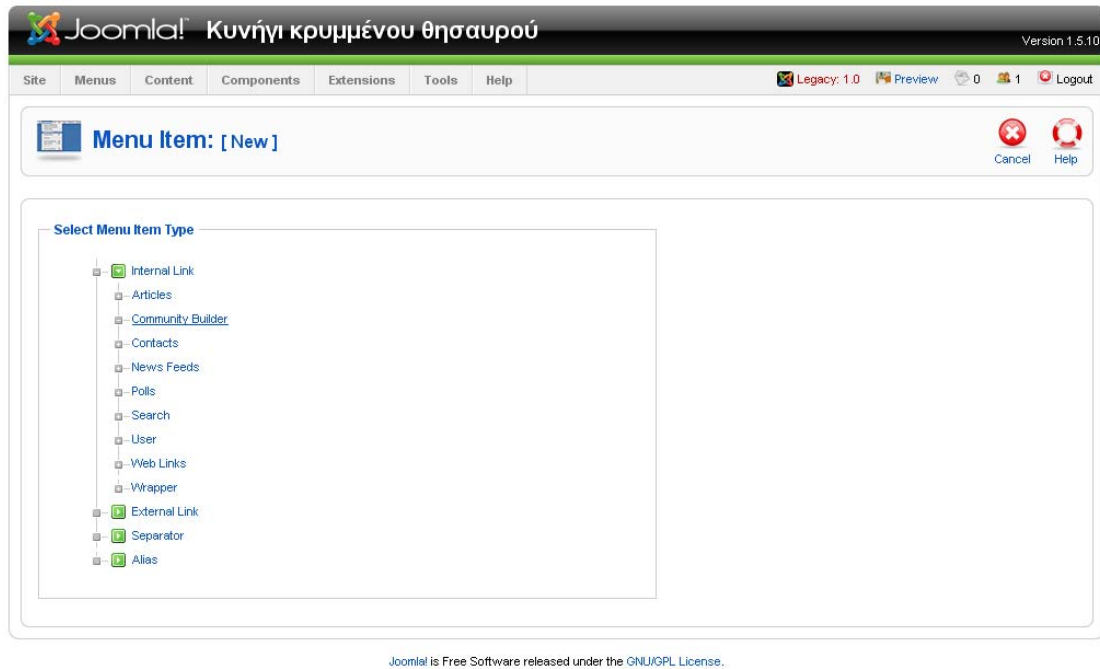 Joomla! Κυνήγι κρυμμένου θησαυρού
Version 1.5.10
Site Menus Content Components Extensions Tools Help Legacy: 1.0 Preview 0 1 Logout
Menu Item: [ New ]
Cancel Help
Select Menu Item Type
Internal Link
Articles
Community Builder
Contacts
News Feeds
Polls
Search
User
Web Links
Wrapper
External Link
Separator
Alias
Joomla! is Free Software released under the GNU/GPL License.